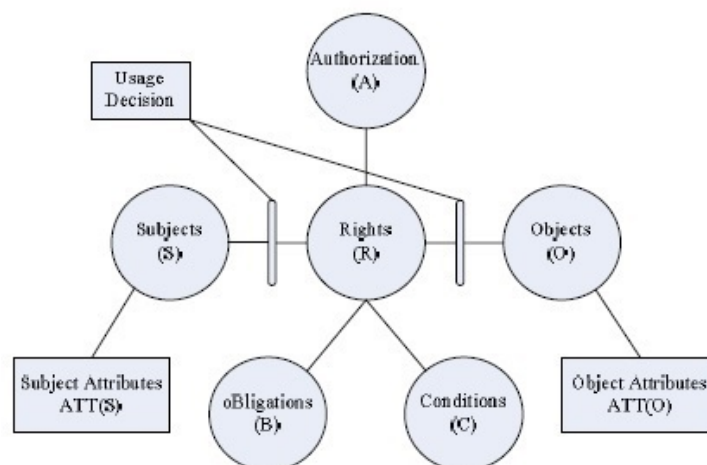 Authorization
(A)
Usage
Decision
Subjects
(S)
Rights
(R)
Objects
(O)
Subject Attributes
ATT(S)
oBligations
(B)
Conditions
(C)
Object Attributes
ATT(O)